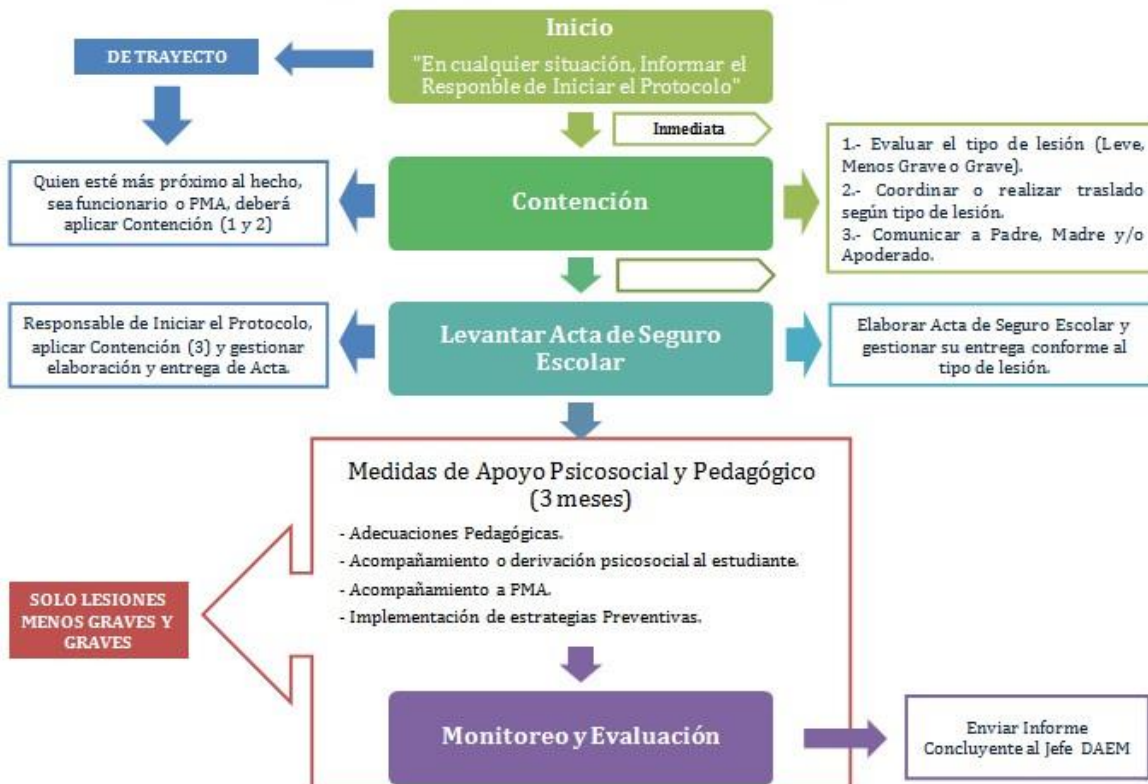 Inicio
"En cualquier situación, Informar el
Responble de Iniciar el Protocolo"
DE TRAYECTO
Inmediata
Quien esté más próximo al hecho,
sea funcionario o PMA, deberá
aplicar Contención (1 y 2)
Contención
1.- Evaluar el tipo de lesión (Leve,
Menos Grave o Grave).
2.- Coordinar o realizar traslado
según tipo de lesión.
3.- Comunicar a Padre, Madre y/o
Apoderado.
Responsable de Iniciar el Protocolo,
aplicar Contención (3) y gestionar
elaboración y entrega de Acta.
Levantar Acta de Seguro
Escolar
Elaborar Acta de Seguro Escolar y
gestionar su entrega conforme al
tipo de lesión.
Medidas de Apoyo Psicosocial y Pedagógico
(3 meses)
- Adecuaciones Pedagógicas.
- Acompañamiento o derivación psicosocial al estudiante.
- Acompañamiento a PMA.
- Implementación de estrategias Preventivas.
SOLO LESIONES
MENOS GRAVES Y
GRAVES
Monitoreo y Evaluación
Enviar Informe
Concluyente al Jefe DAEM